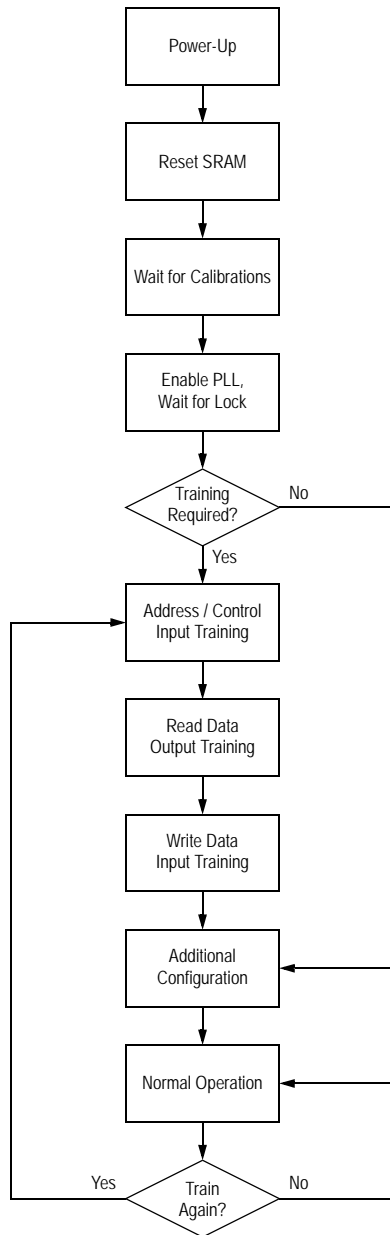 Power-Up
Reset SRAM
Wait for Calibrations
Enable PLL,
Wait for Lock
Training
Required?
No
Yes
Address / Control
Input Training
Read Data
Output Training
Write Data
Input Training
Additional
Configuration
Normal Operation
Yes
Train
Again?
No